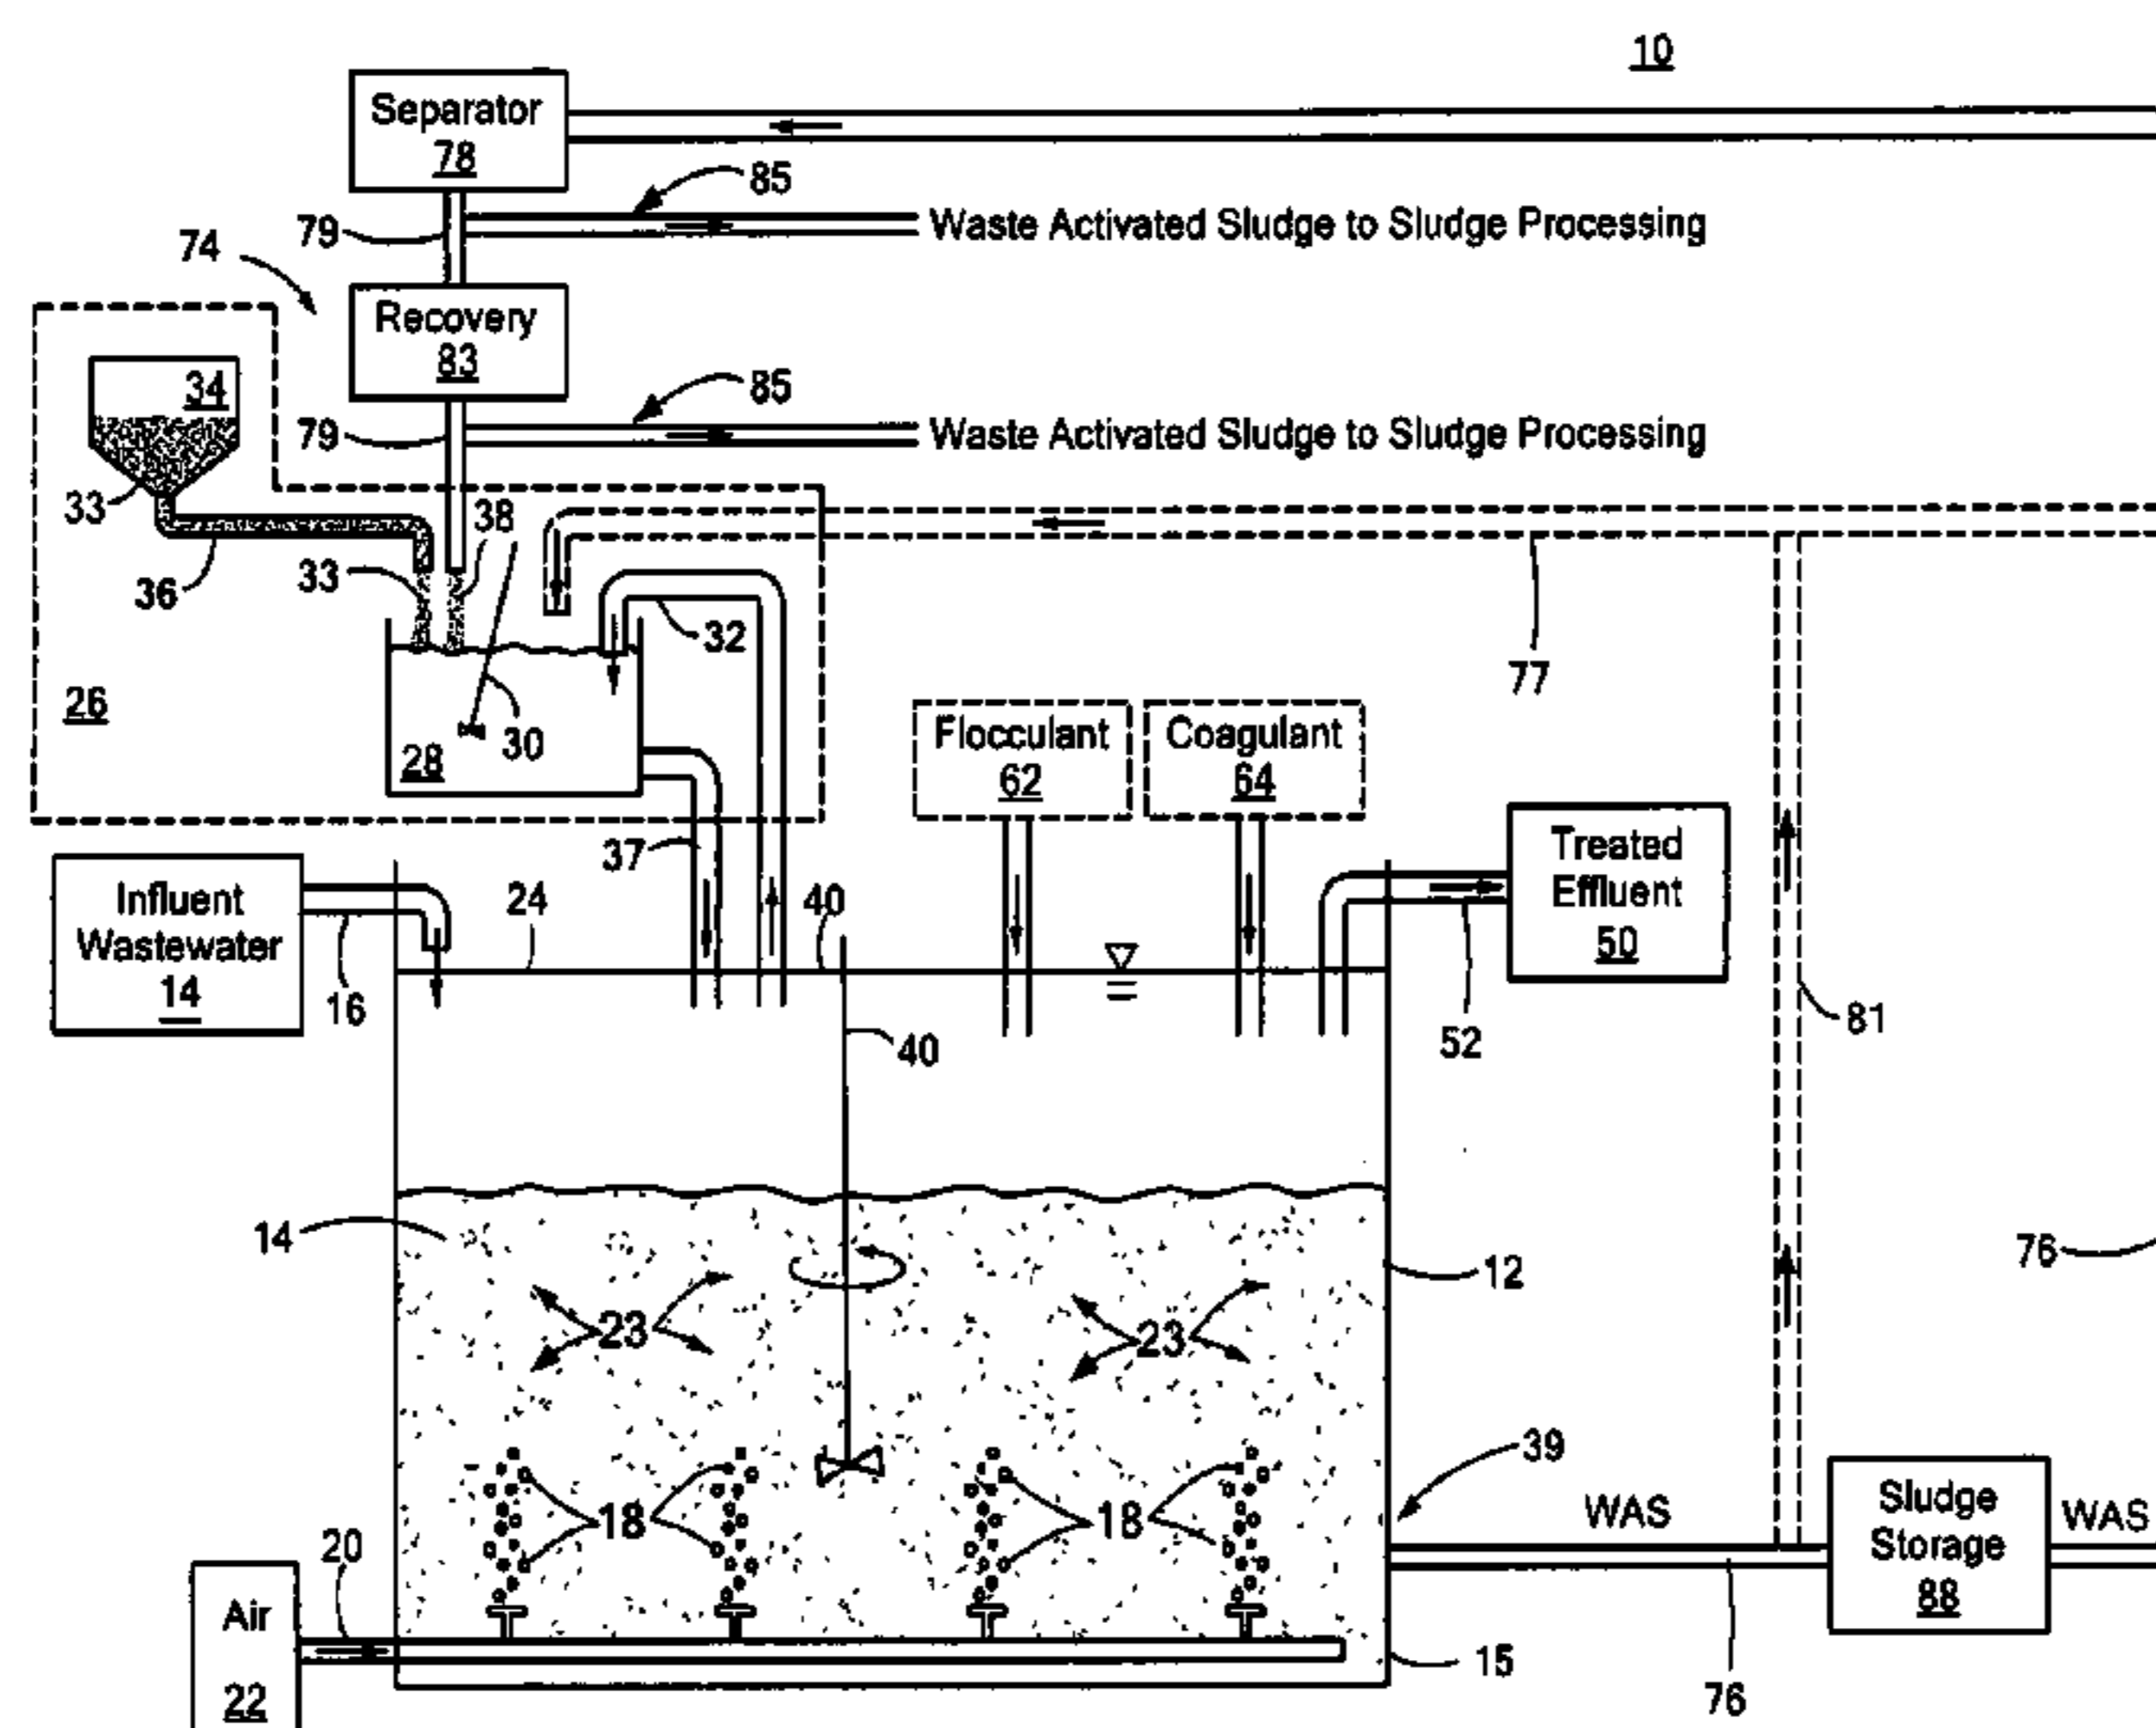 10
Separator
78
85
79
Waste Activated Sludge to Sludge Processing
74
Recovery
83
34
85
79
Waste Activated Sludge to Sludge Processing
33
38
36
33
32
77
26
30
28
Flocculant
62
Coagulant
64
37
Treated
Effluent
50
Influent
Wastewater
14
24
40
16
52
81
40
14
12
76
23
23
39
18
18
WAS
Sludge
Storage
88
WAS
20
Air
22
15
76